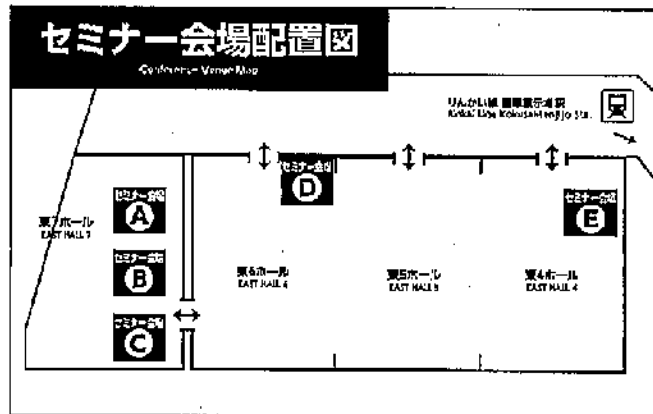 セミナー会場配置図
Conference Venue Map
りんかい線 国際展示場駅
Rinkai Line Kokusai-tenjijo Sta.
セミナー会場
D
セミナー会場
A
セミナー会場
E
東7ホール
EAST HALL 7
セミナー会場
B
東6ホール
EAST HALL 6
東5ホール
EAST HALL 5
東4ホール
EAST HALL 4
セミナー会場
C